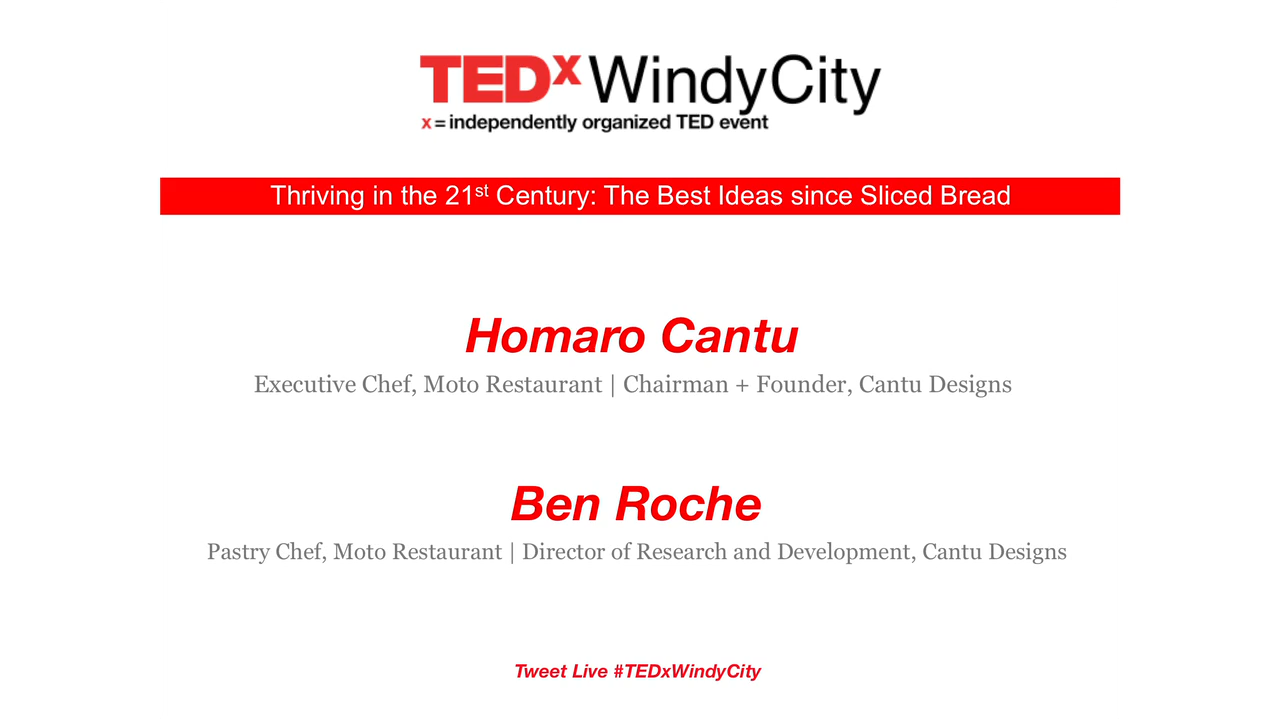 TEDx WindyCity
x = independently organized TED event
Thriving in the 21st Century: The Best Ideas since Sliced Bread
Homaro Cantu
Executive Chef, Moto Restaurant | Chairman + Founder, Cantu Designs
Ben Roche
Pastry Chef, Moto Restaurant | Director of Research and Development, Cantu Designs
Tweet Live #TEDxWindyCity